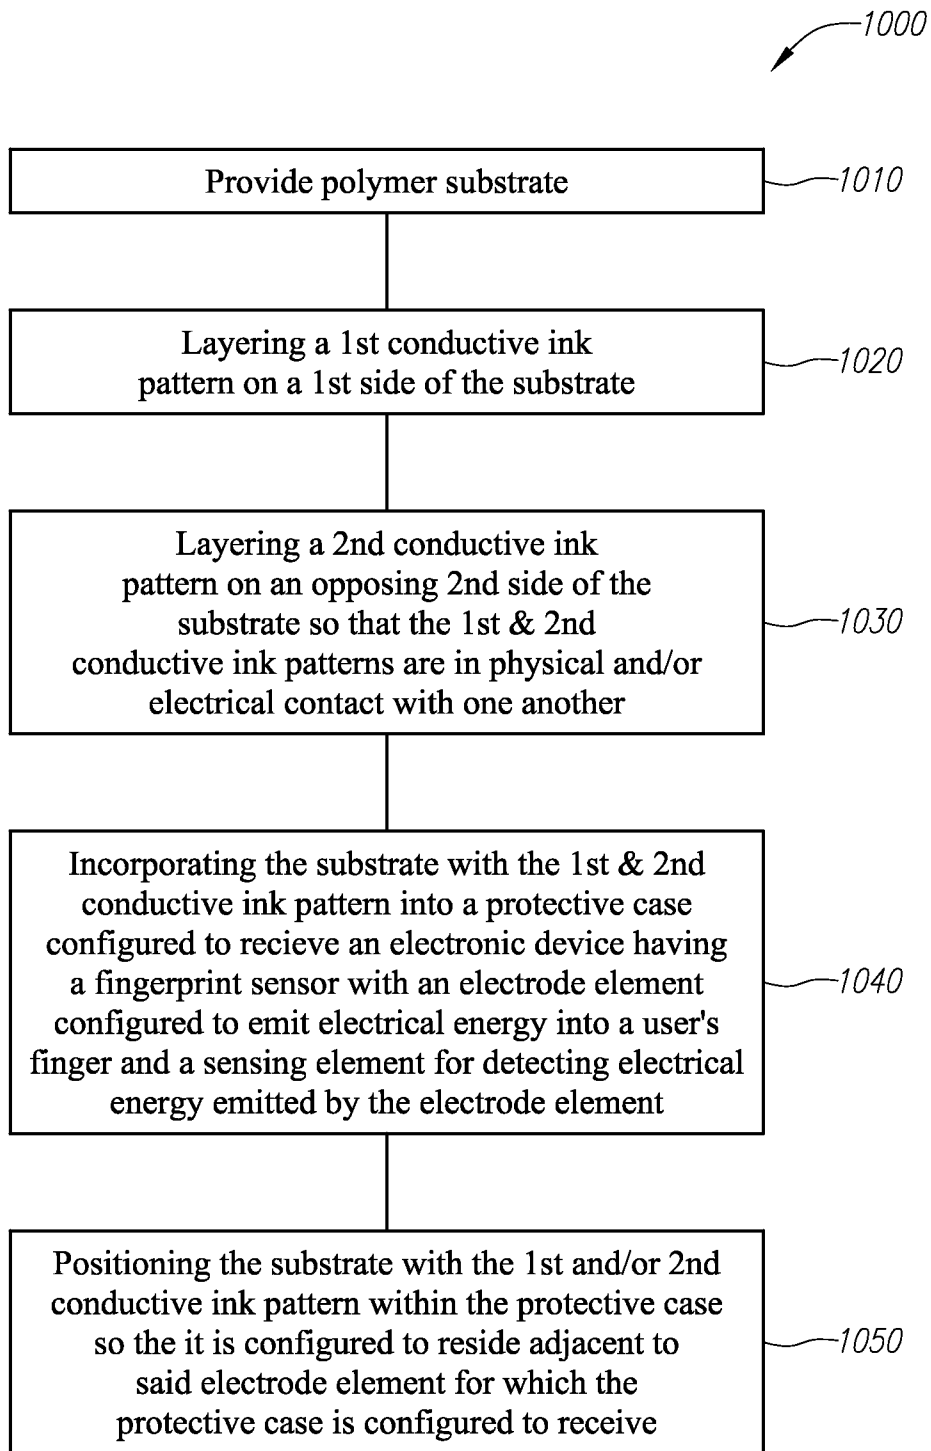 1000
Provide polymer substrate
1010
Layering a 1st conductive ink
pattern on a 1st side of the substrate
1020
Layering a 2nd conductive ink
pattern on an opposing 2nd side of the
substrate so that the 1st & 2nd
conductive ink patterns are in physical and/or
electrical contact with one another
1030
Incorporating the substrate with the 1st & 2nd
conductive ink pattern into a protective case
configured to recieve an electronic device having
a fingerprint sensor with an electrode element
configured to emit electrical energy into a user's
finger and a sensing element for detecting electrical
energy emitted by the electrode element
1040
Positioning the substrate with the 1st and/or 2nd
conductive ink pattern within the protective case
so the it is configured to reside adjacent to
said electrode element for which the
protective case is configured to receive
1050